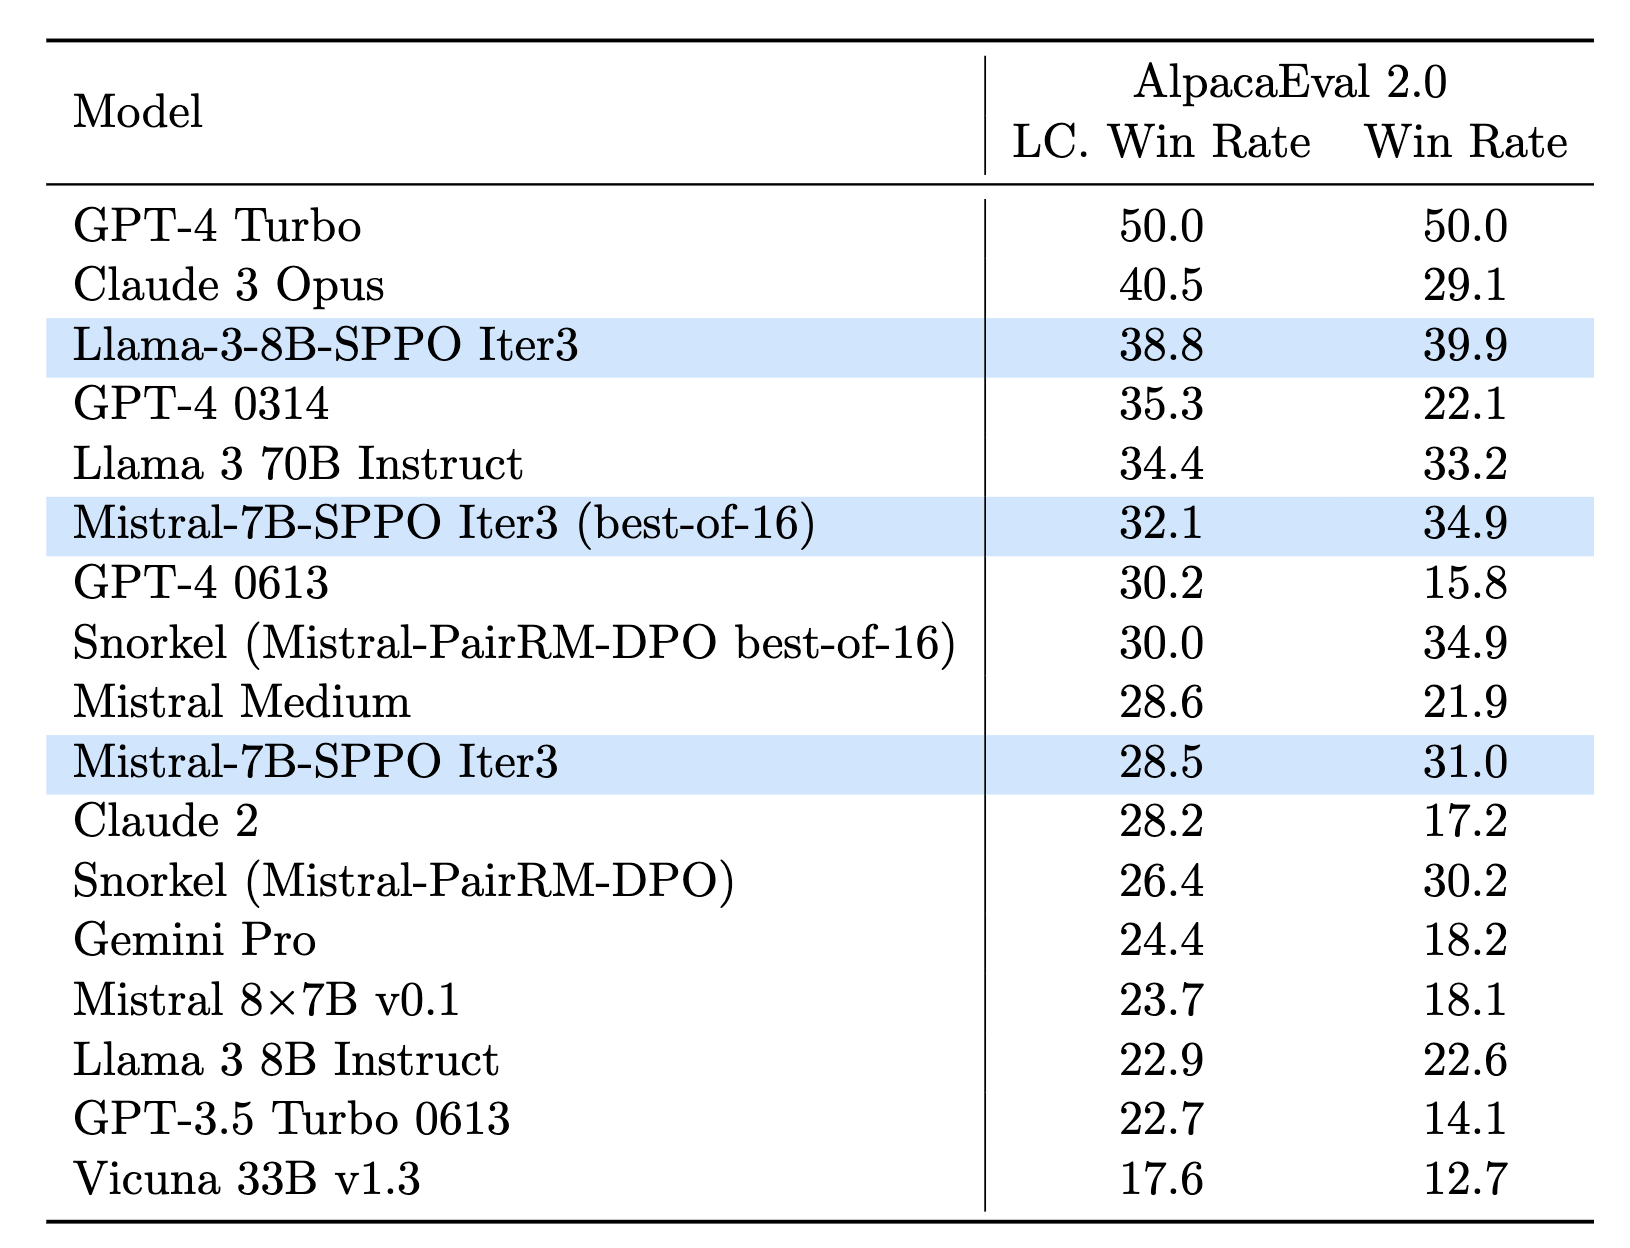 Model
AlpacaEval 2.0
LC. Win Rate Win Rate
GPT-4 Turbo 50.0 50.0
Claude 3 Opus 40.5 29.1
Llama-3-8B-SPPO Iter3 38.8 39.9
GPT-4 0314 35.3 22.1
Llama 3 70B Instruct 34.4 33.2
Mistral-7B-SPPO Iter3 (best-of-16) 32.1 34.9
GPT-4 0613 30.2 15.8
Snorkel (Mistral-PairRM-DPO best-of-16) 30.0 34.9
Mistral Medium 28.6 21.9
Mistral-7B-SPPO Iter3 28.5 31.0
Claude 2 28.2 17.2
Snorkel (Mistral-PairRM-DPO) 26.4 30.2
Gemini Pro 24.4 18.2
Mistral 8×7B v0.1 23.7 18.1
Llama 3 8B Instruct 22.9 22.6
GPT-3.5 Turbo 0613 22.7 14.1
Vicuna 33B v1.3 17.6 12.7